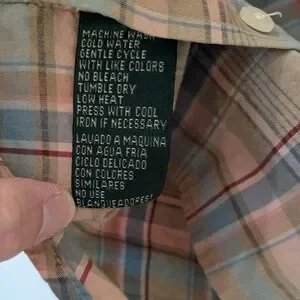 MACHINE WASH
COLD WATER
GENTLE CYCLE
WITH LIKE COLORS
NO BLEACH
TUMBLE DRY
LOW HEAT
PRESS WITH COOL
IRON IF NECESSARY
LAVADO A MAQUINA
CON AGUA FRIA
CICLO DELICADO
CON COLORES
SIMILARES
NO USE
BLANQUEADORES